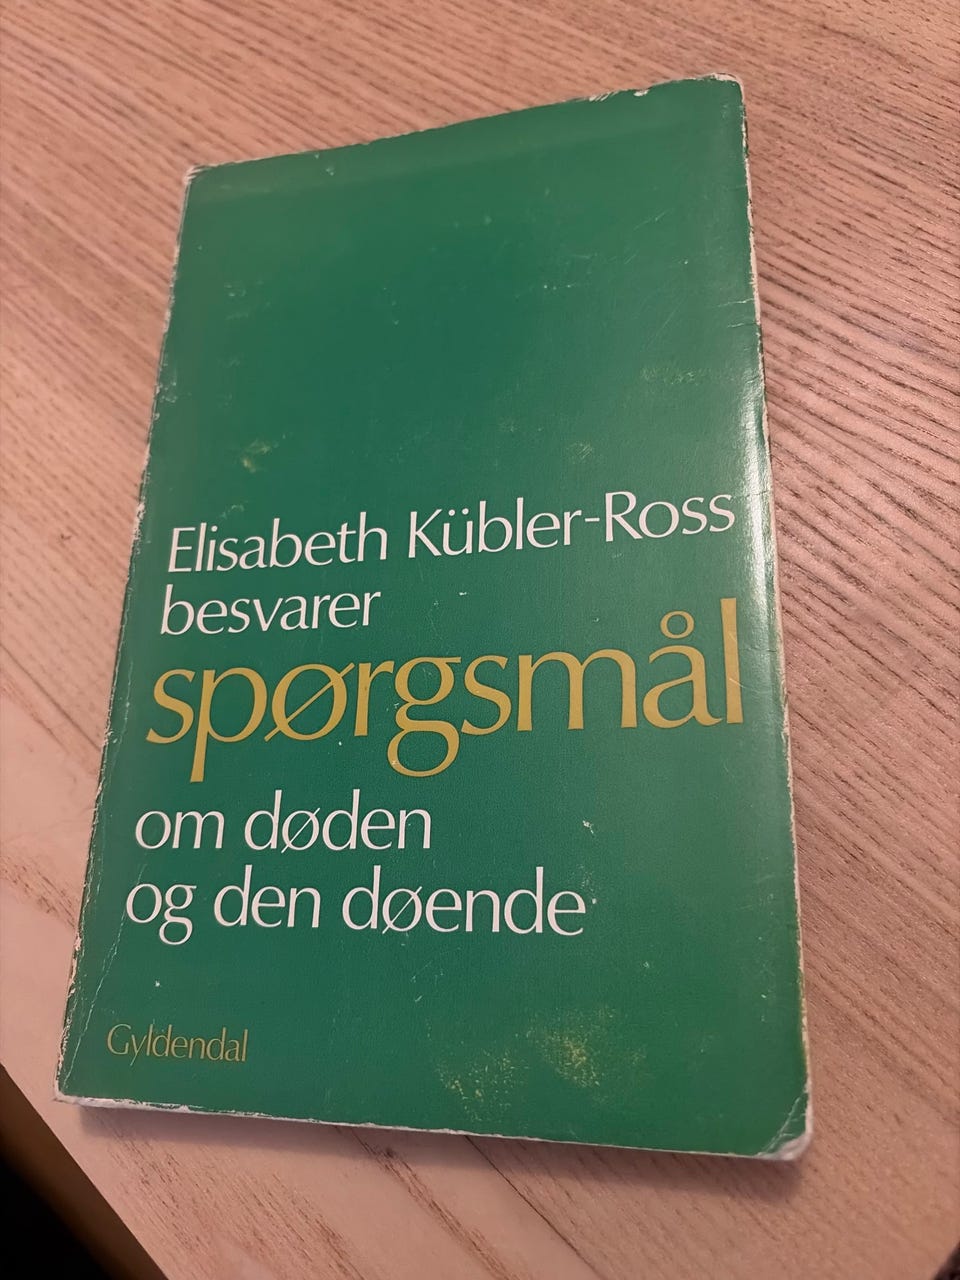 Elisabeth Kübler-Ross
besvarer
spørgsmål
om døden
og den døende
Gyldendal